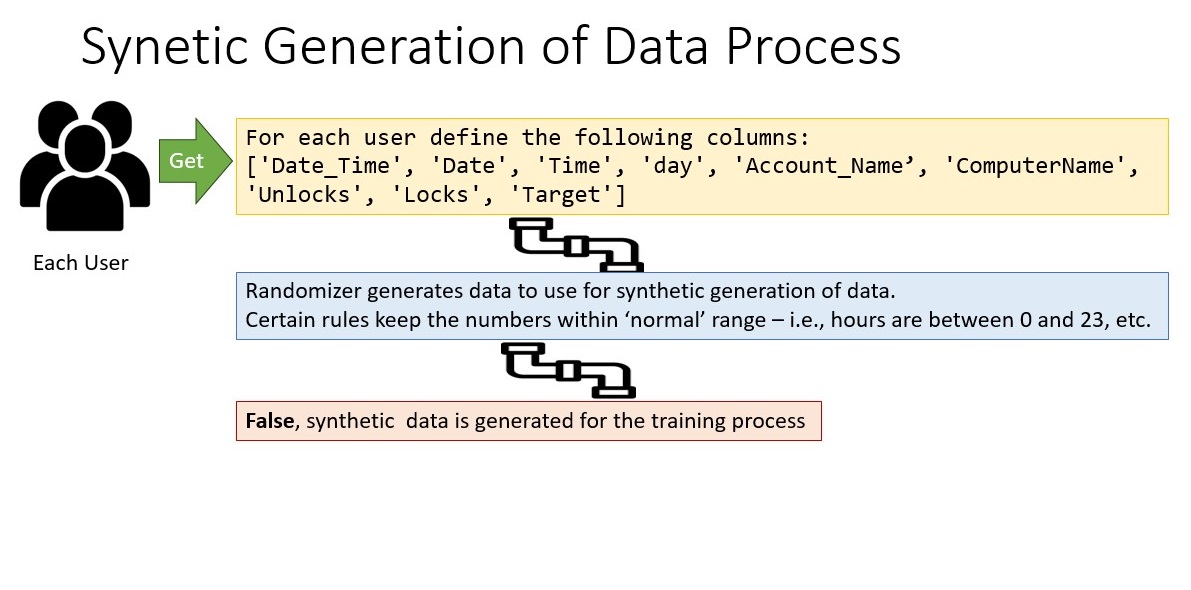 Synetic Generation of Data Process
Get
For each user define the following columns:
['Date_Time', 'Date', 'Time', 'day', 'Account_Name’, 'ComputerName',
'Unlocks', 'Locks', 'Target']
Each User
Randomizer generates data to use for synthetic generation of data.
Certain rules keep the numbers within ‘normal’ range – i.e., hours are between 0 and 23, etc.
False, synthetic  data is generated for the training process